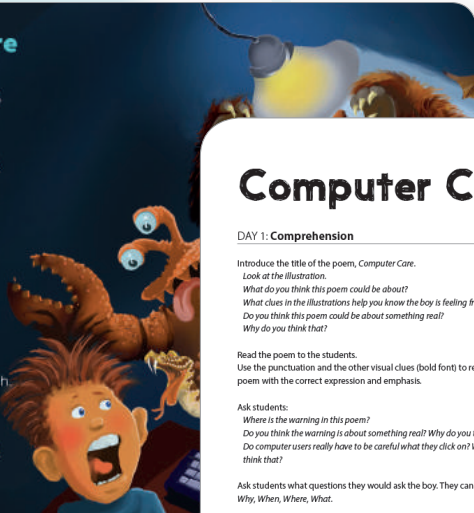 re
h.
Computer C
DAY 1: Comprehension
Introduce the title of the poem, Computer Care.
Look at the illustration.
What do you think this poem could be about?
What clues in the illustrations help you know the boy is feeling
Do you think this poem could be about something real?
Why do you think that?
Read the poem to the students.
Use the punctuation and the other visual clues (bold font) to
poem with the correct expression and emphasis.
Ask students:
Where is the warning in this poem?
Do you think the warning is about something real? Why do you
Do computer users really have to be careful what they click on?
think that?
Ask students what questions they would ask the boy. They can
Why, When, Where, What.